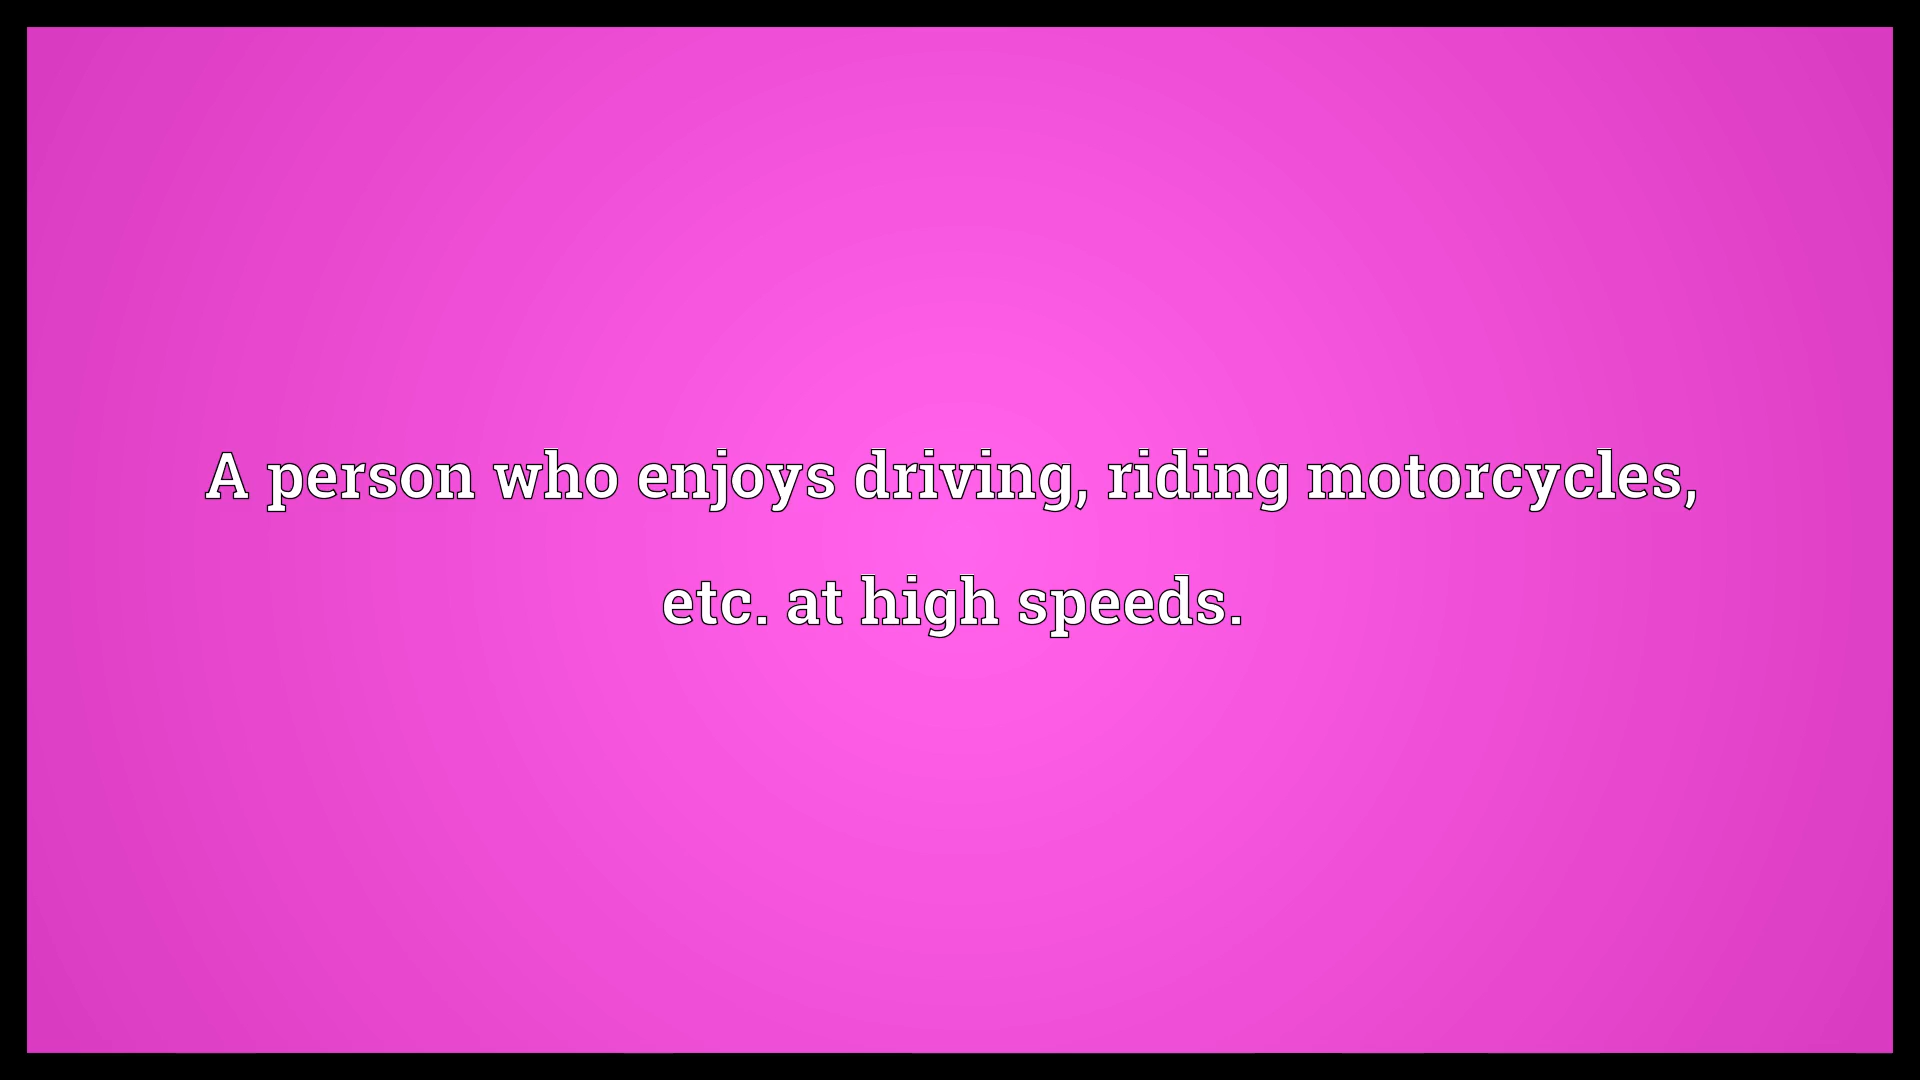 A person who enjoys driving, riding motorcycles,
etc. at high speeds.